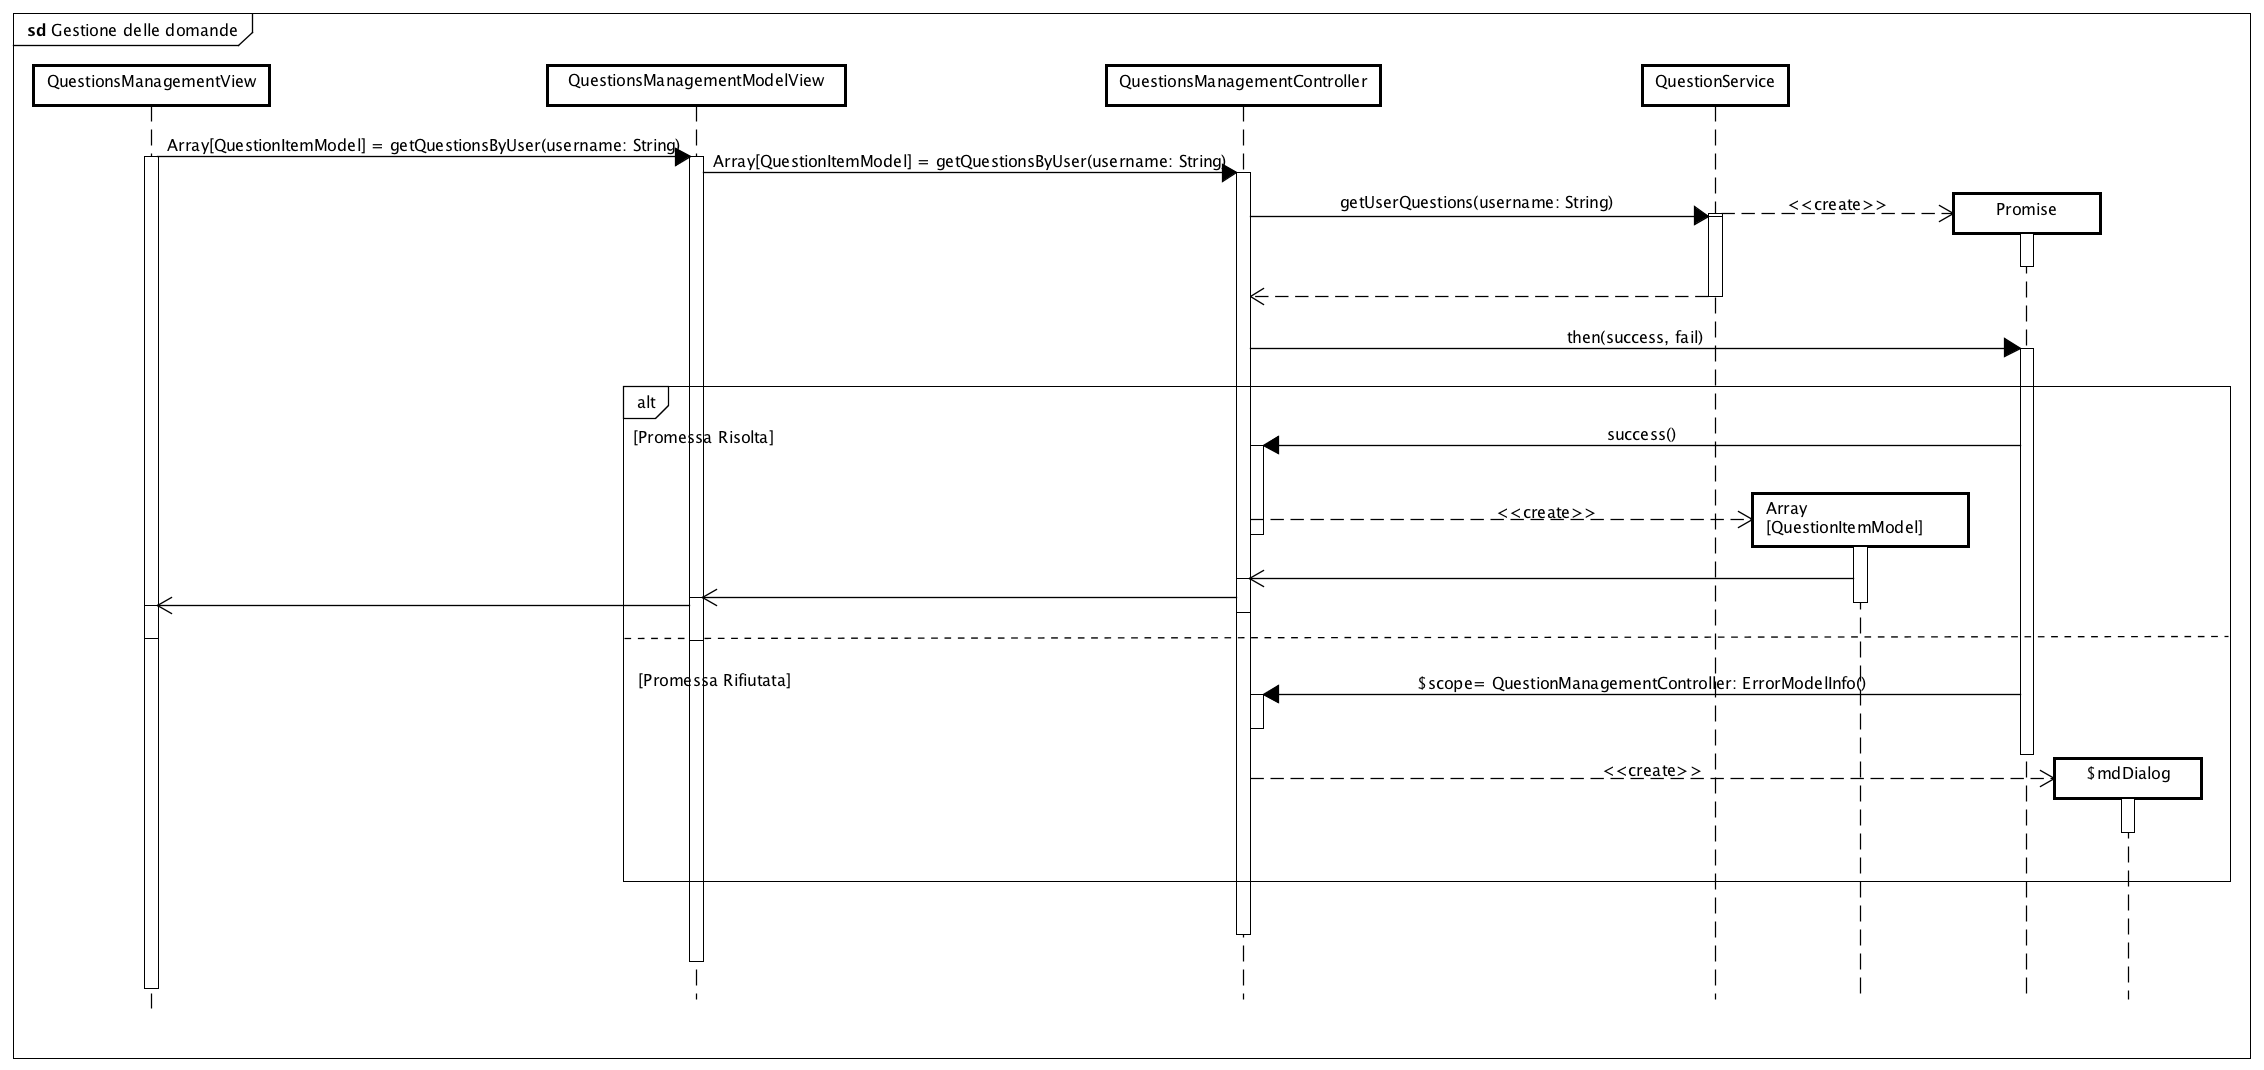 sd Gestione delle domande
QuestionsManagementView
QuestionsManagementModelView
QuestionsManagementController
QuestionService
Array[QuestionItemModel] = getQuestionsByUser(username: String)
Array[QuestionItemModel] = getQuestionsByUser(username: String)
getUserQuestions(username: String)
<<create>>
Promise
then(success, fail)
alt
[Promessa Risolta]
success()
<<create>>
Array
[QuestionItemModel]
[Promessa Rifiutata]
$scope= QuestionManagementController: ErrorModelInfo()
<<create>>
$mdDialog